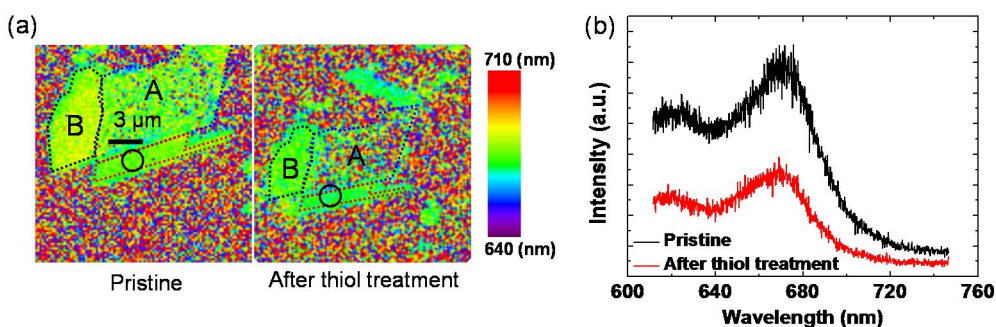 (a)
A
B
3 µm
Pristine
B
A
After thiol treatment
710 (nm)
640 (nm)
(b)
Intensity (a.u.)
Pristine
After thiol treatment
600 640 680 720 760
Wavelength (nm)